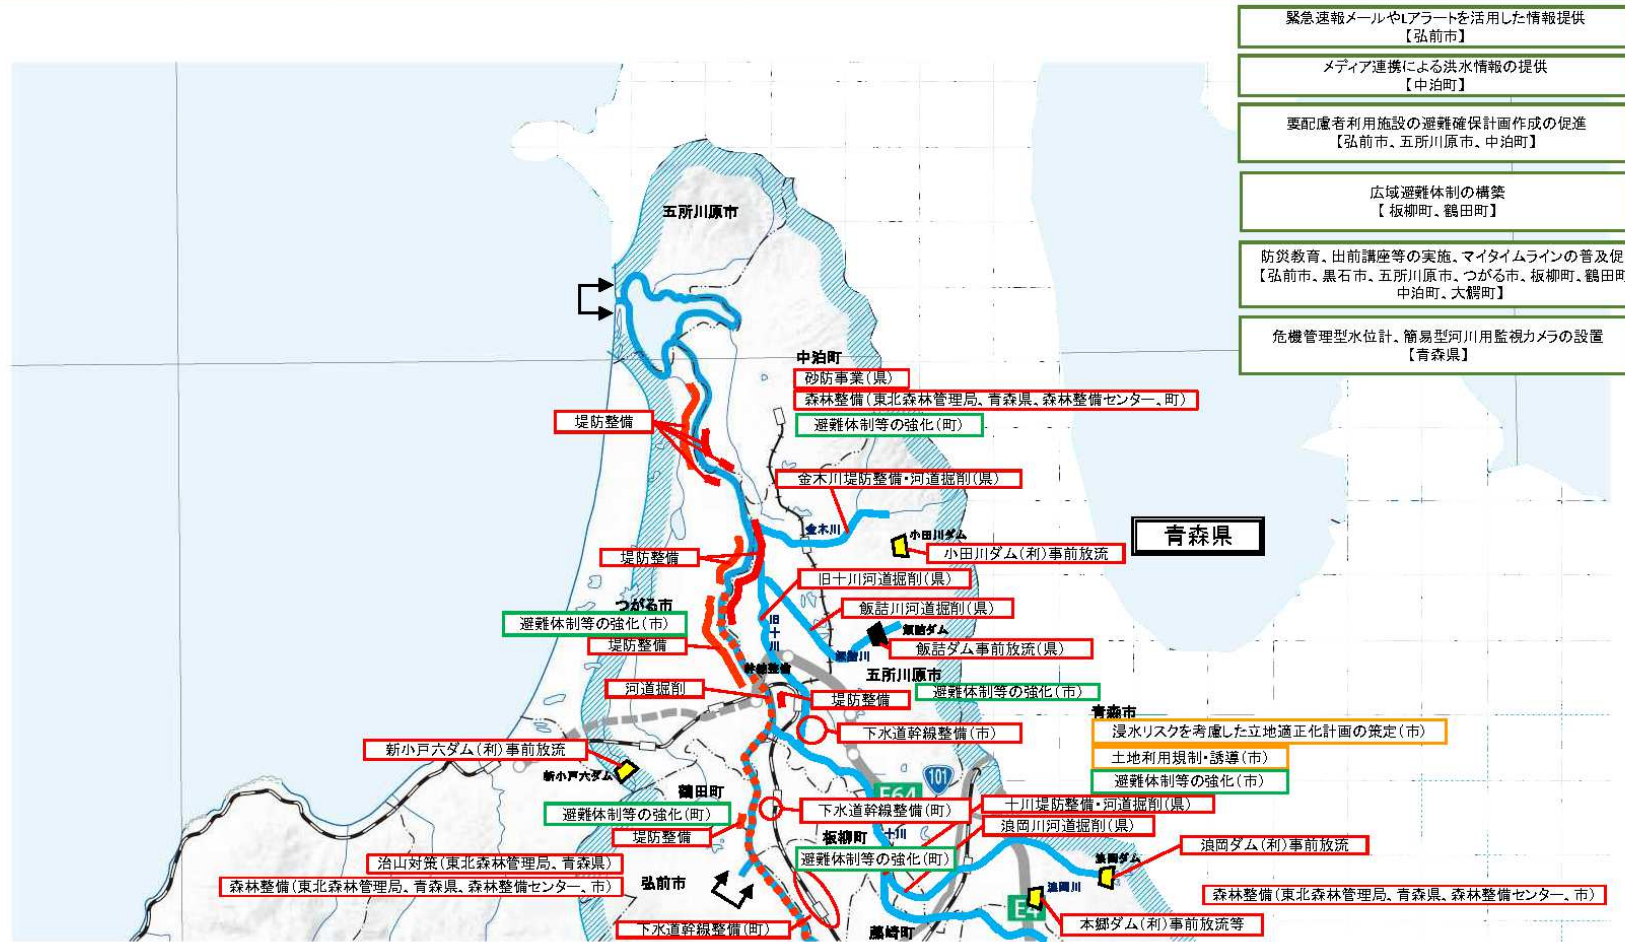 緊急速報メールやLアラートを活用した情報提供
【弘前市】
メディア連携による洪水情報の提供
【中泊町】
要配慮者利用施設の避難確保計画作成の促進
【弘前市、五所川原市、中泊町】
広域避難体制の構築
【板柳町、鶴田町】
防災教育、出前講座等の実施、マイタイムラインの普及促
【弘前市、黒石市、五所川原市、つがる市、板柳町、鶴田町
中泊町、大鰐町】
危機管理型水位計、簡易型河川用監視カメラの設置
【青森県】
五所川原市
中泊町
砂防事業(県)
森林整備(東北森林管理局、青森県、森林整備センター、町)
避難体制等の強化(町)
堤防整備
金木川堤防整備・河道掘削(県)
金木川
小田川ダム
小田川ダム(利)事前放流
青森県
堤防整備
旧十川河道掘削(県)
つがる市
避難体制等の強化(市)
飯詰川河道掘削(県)
旧十川
飯詰ダム
堤防整備
飯詰ダム事前放流(県)
飯詰川
幹線整備
五所川原市
避難体制等の強化(市)
河道掘削
堤防整備
青森市
浸水リスクを考慮した立地適正化計画の策定(市)
下水道幹線整備(市)
新小戸六ダム(利)事前放流
土地利用規制・誘導(市)
新小戸六ダム
101
避難体制等の強化(市)
鶴田町
E64
避難体制等の強化(町)
下水道幹線整備(町)
十川堤防整備・河道掘削(県)
浪岡川河道掘削(県)
堤防整備
板柳町
十川
浪岡ダム(利)事前放流
避難体制等の強化(町)
浪岡ダム
治山対策(東北森林管理局、青森県)
森林整備(東北森林管理局、青森県、森林整備センター、市)
弘前市
浪岡川
森林整備(東北森林管理局、青森県、森林整備センター、市)
E4
本郷ダム(利)事前放流等
下水道幹線整備(町)
藤崎町